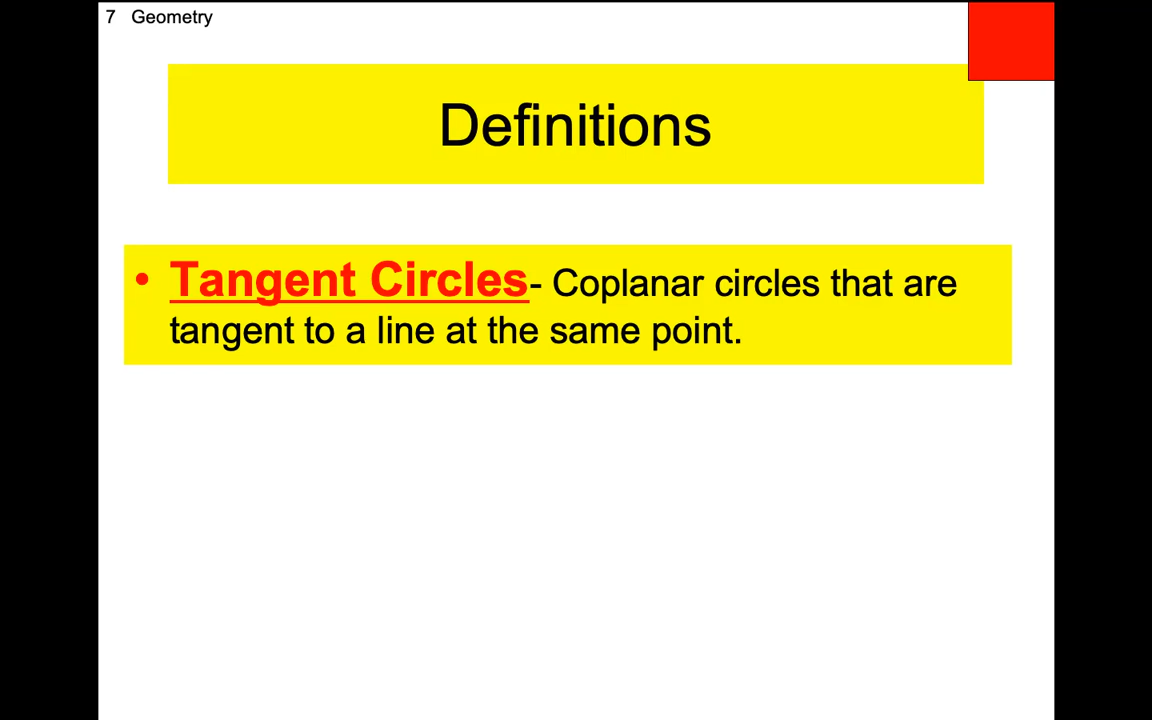 7 Geometry
Definitions
• Tangent Circles- Coplanar circles that are
tangent to a line at the same point.